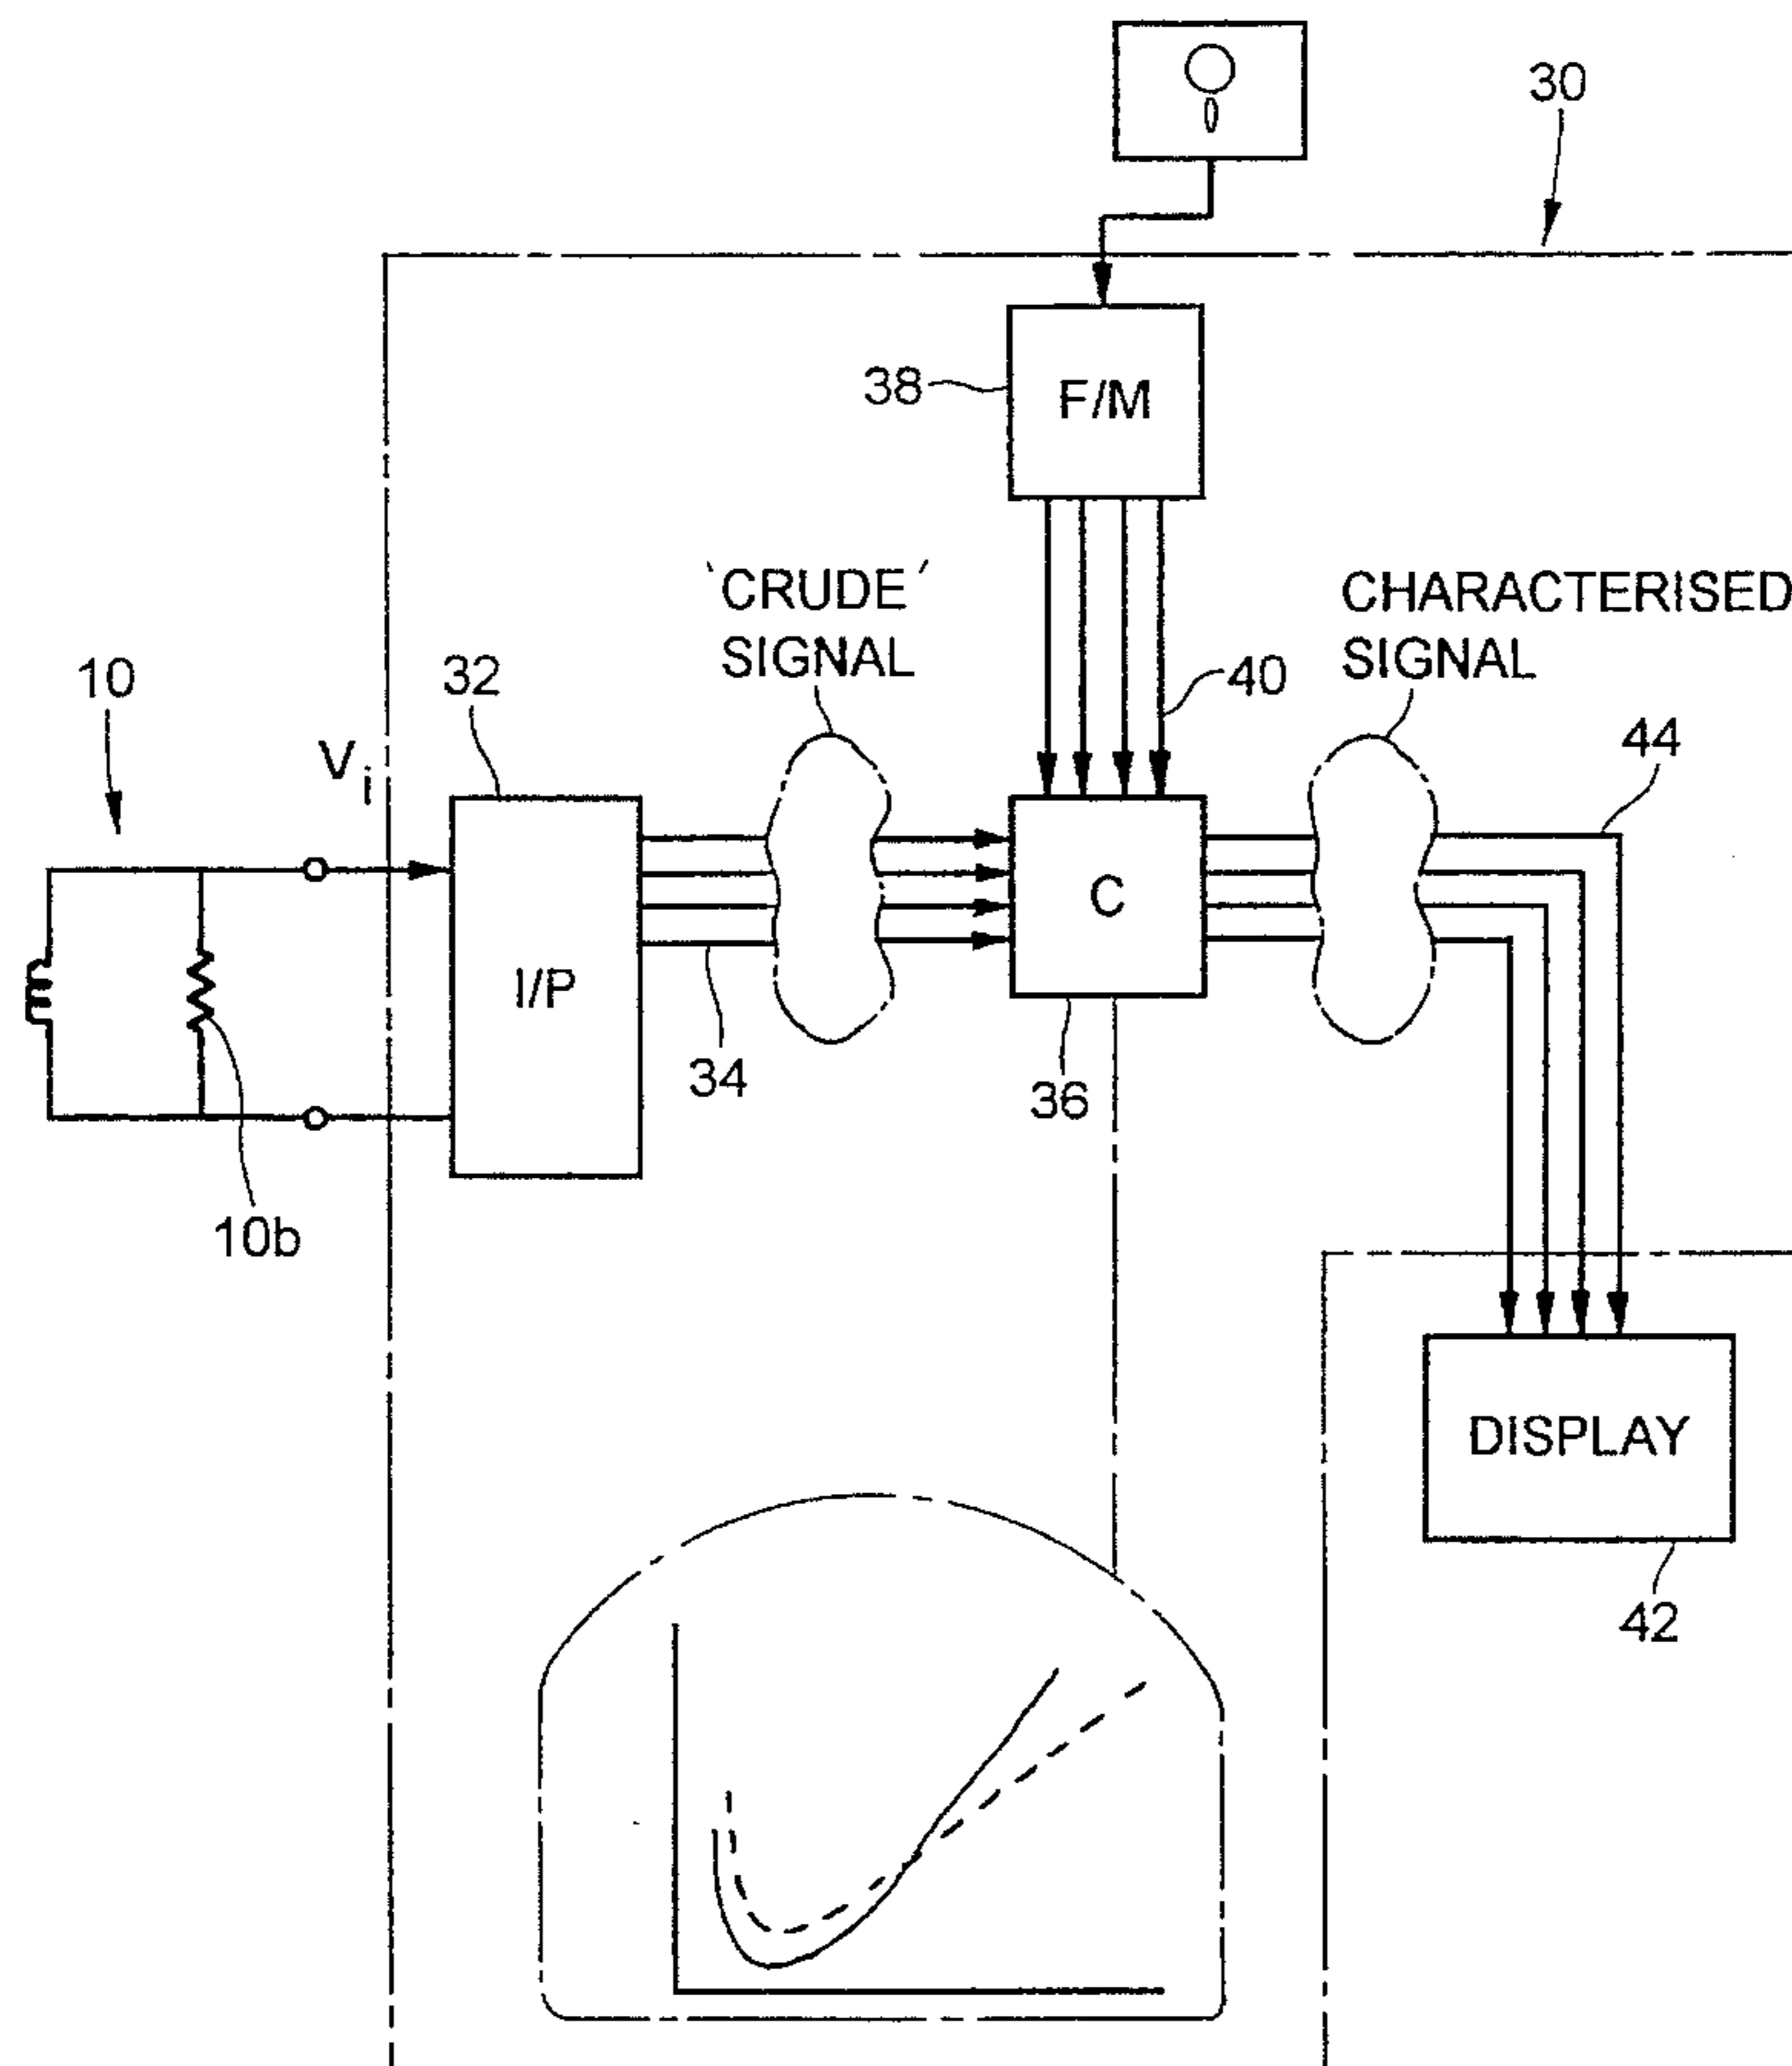 30
38
F/M
'CRUDE'
SIGNAL
CHARACTERISED
SIGNAL
10
32
40
44
Vi
I/P
C
34
36
10b
DISPLAY
42